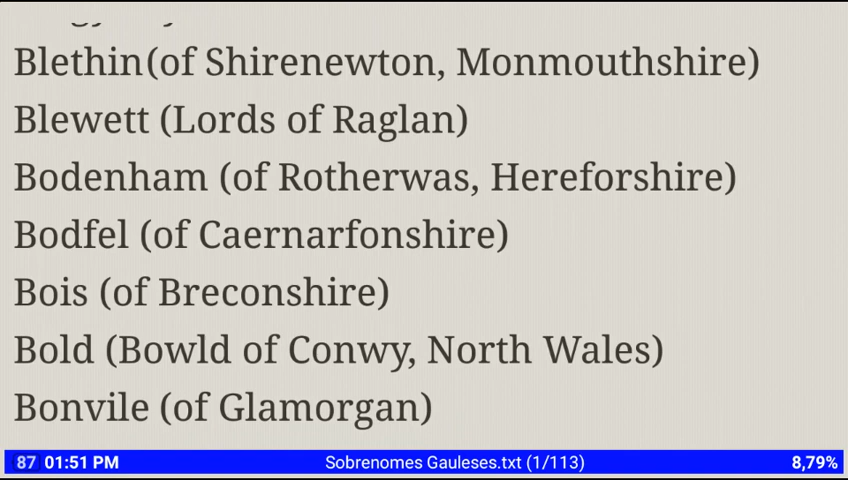 Blethin(of Shirenewton, Monmouthshire)
Blewett (Lords of Raglan)
Bodenham (of Rotherwas, Hereforshire)
Bodfel (of Caernarfonshire)
Bois (of Breconshire)
Bold (Bowld of Conwy, North Wales)
Bonvile (of Glamorgan)
87 01:51 PM Sobrenomes Gauleses.txt (1/113) 8,79%